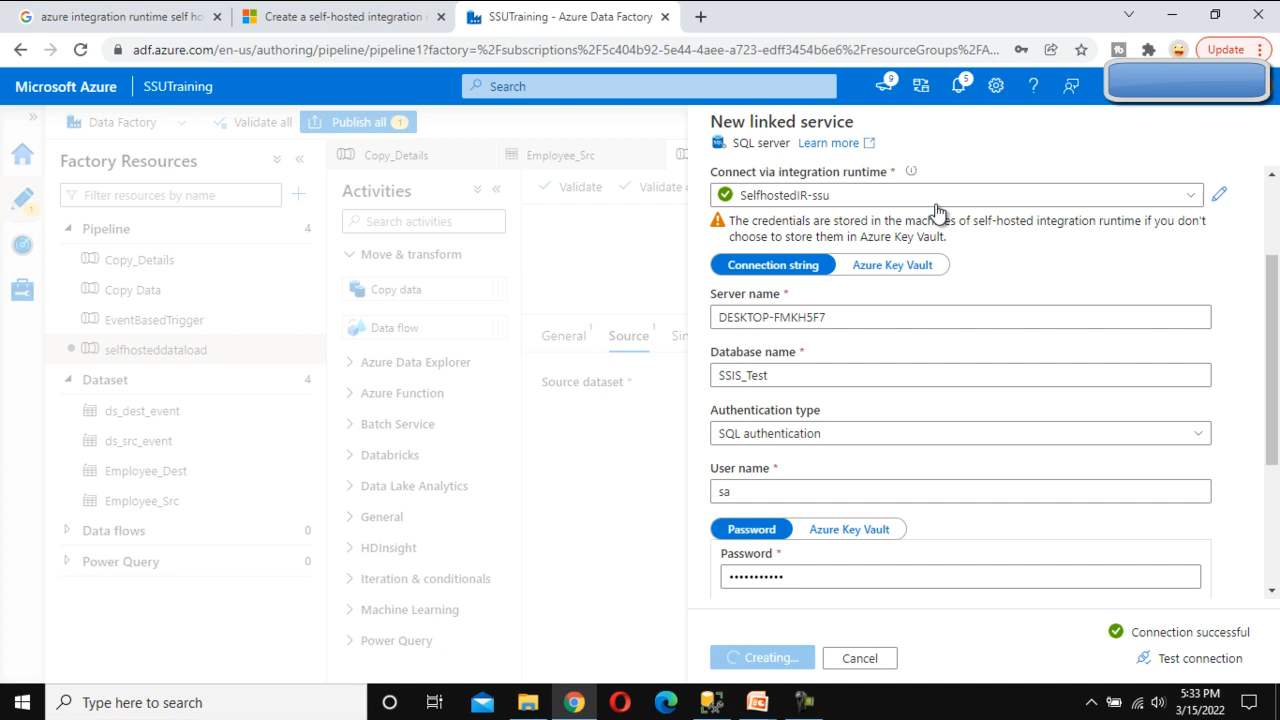 azure integration runtime self ho
Create a self-hosted integration
SSUTraining - Azure Data Factory
adf.azure.com/en-us/authoring/pipeline/pipeline1?factory=%2Fsubscriptions%2F5c404b92-5e44-4aee-a723-edff3454b6e6%2FresourceGroups%2FA...
Update
Microsoft Azure
SSUTraining
Search
9
5
Data Factory
Validate all
Publish all
1
Factory Resources
Filter resources by name
Pipeline
4
Copy_Details
Copy Data
EventBasedTrigger
selfhosteddataload
Dataset
4
ds_dest_event
ds_src_event
Employee_Dest
Employee_Src
Data flows
0
Power Query
0
Copy_Details
Employee_Src
Activities
Validate
Validate c
Search activities
Move & transform
Copy data
Data flow
Azure Data Explorer
Azure Function
Batch Service
Databricks
Data Lake Analytics
General
HDInsight
Iteration & conditionals
Machine Learning
Power Query
General 1
Source 1
Sin
Source dataset *
New linked service
SQL server
Learn more
Connect via integration runtime *
SelfhostedIR-ssu
The credentials are stored in the machines of self-hosted integration runtime if you don't
choose to store them in Azure Key Vault.
Connection string
Azure Key Vault
Server name *
DESKTOP-FMKH5F7
Database name *
SSIS_Test
Authentication type
SQL authentication
User name *
sa
Password
Azure Key Vault
Password *
•••••••••••
Connection successful
Creating...
Cancel
Test connection
Type here to search
5:33 PM
3/15/2022